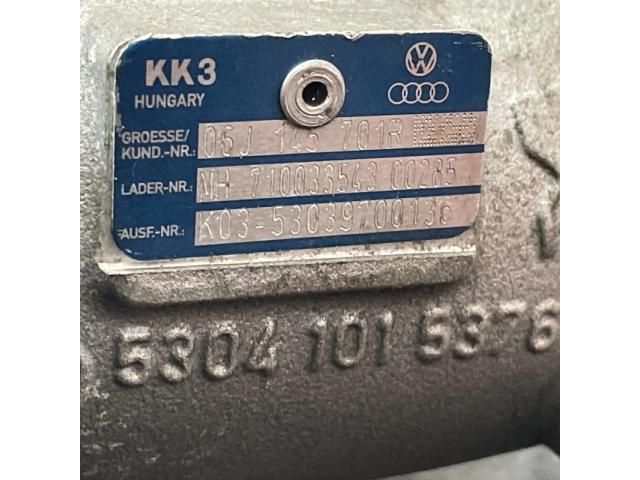 KK3
HUNGARY
GROESSE/
KUND.-NR.: 06J 145 701R
LADER-NR.: NH 710033543 00285
AUSF.-NR.: K03-53039700136
5304 101 5376